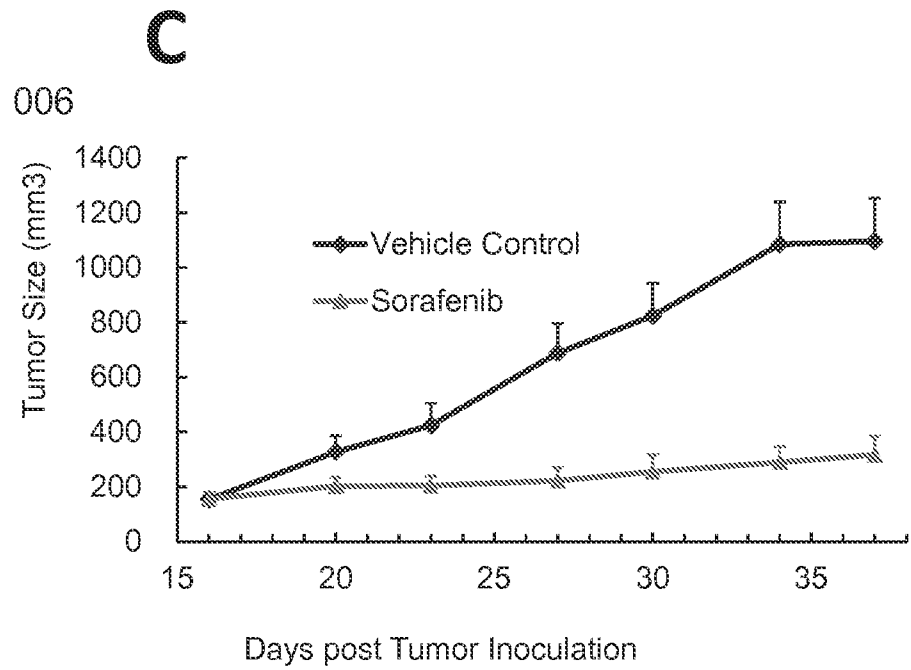 C
006
Tumor Size (mm3)
1400
1200
1000
800
600
400
200
0
Vehicle Control
Sorafenib
15 20 25 30 35
Days post Tumor Inoculation